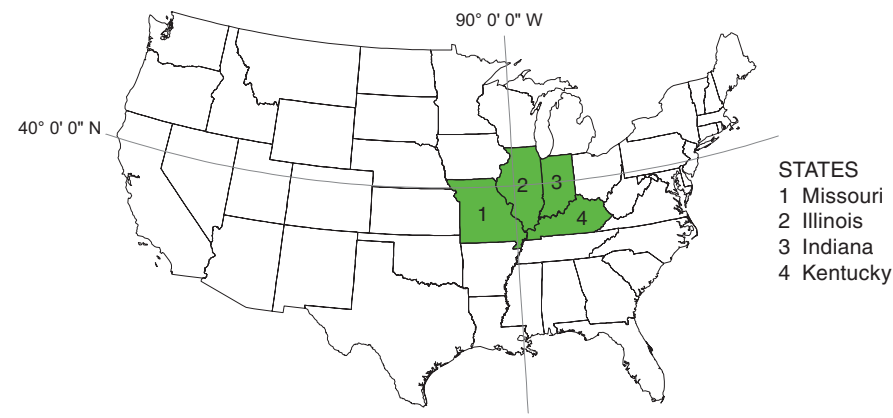 90° 0' 0" W
40° 0' 0" N
1
2
3
4
STATES
1 Missouri
2 Illinois
3 Indiana
4 Kentucky